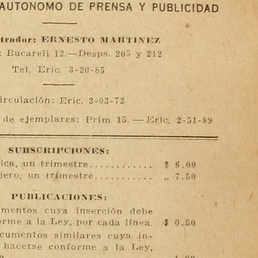 AUTONOMO DE PRENSA Y PUBLICIDAD
trador: ERNESTO MARTINEZ
: Bucareli 12.—Desps. 205 y 212
Tel. Eric. 3-20-85
irculación: Eric. 3-03-72
de ejemplares: Prim 15.—Eric. 2-51-89
SUBSCRIPCIONES:
ica, un trimestre........... $ 6.00
jero, un trimestre.......... „ 7.50
PUBLICACIONES:
umentos cuya inserción debe
orme a la Ley, por cada línea. $ 0.50
ocumentos similares cuya in-
hacerse conforme a la Ley,